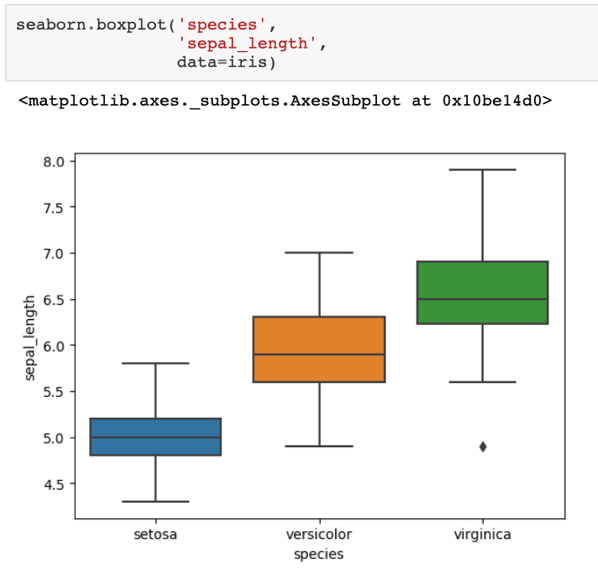 seaborn.boxplot('species',
'sepal_length',
data=iris)
<matplotlib.axes._subplots.AxesSubplot at 0x10be14d0>
8.0
7.5
7.0
6.5
6.0
5.5
5.0
4.5
sepal_length
setosa versicolor virginica
species